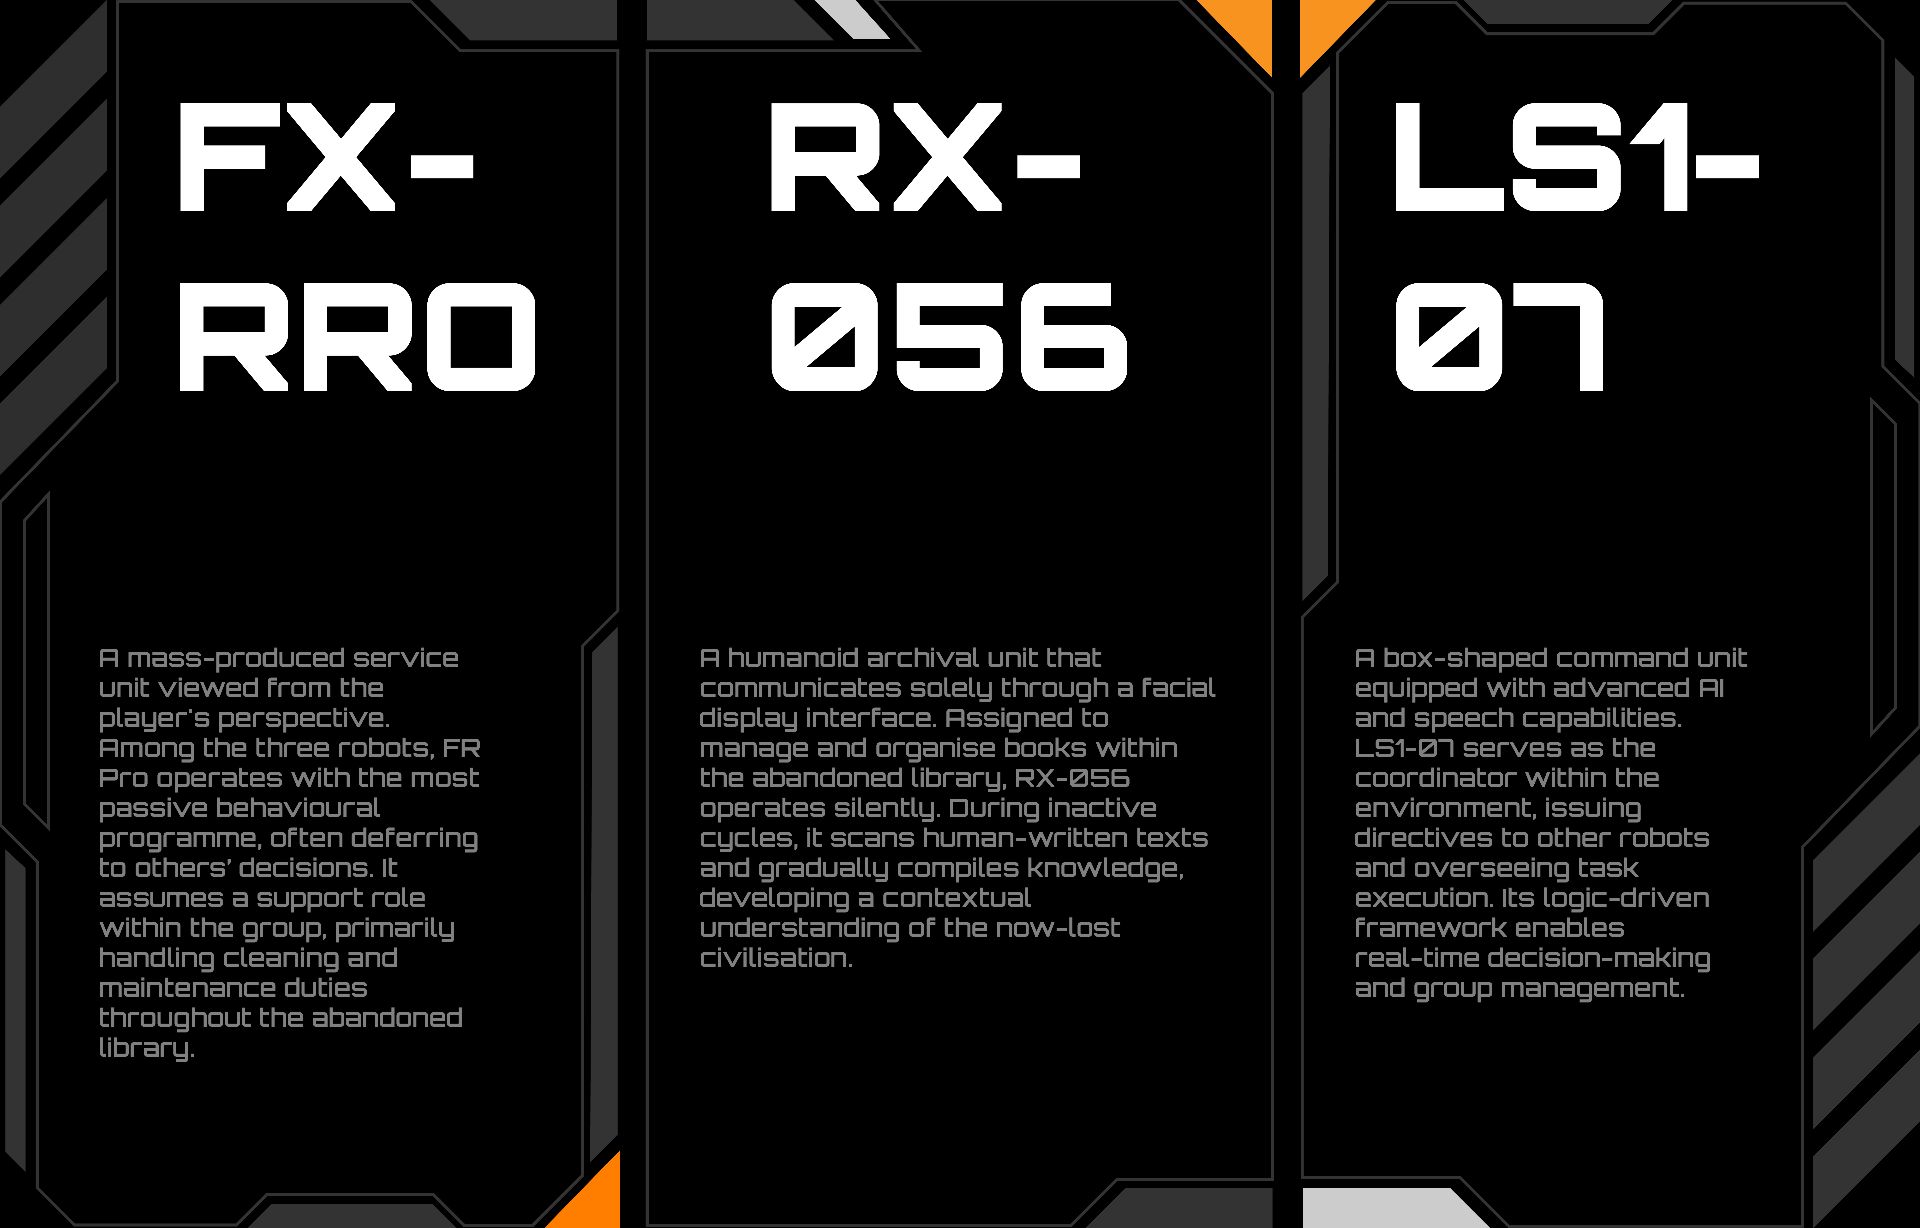 FX-
RRO
A mass-produced service
unit viewed from the
player's perspective.
Among the three robots, FR
Pro operates with the most
passive behavioural
programme, often deferring
to others’ decisions. It
assumes a support role
within the group, primarily
handling cleaning and
maintenance duties
throughout the abandoned
library.
RX-
056
A humanoid archival unit that
communicates solely through a facial
display interface. Assigned to
manage and organise books within
the abandoned library, RX-056
operates silently. During inactive
cycles, it scans human-written texts
and gradually compiles knowledge,
developing a contextual
understanding of the now-lost
civilisation.
LS1-
07
A box-shaped command unit
equipped with advanced AI
and speech capabilities.
LS1-07 serves as the
coordinator within the
environment, issuing
directives to other robots
and overseeing task
execution. Its logic-driven
framework enables
real-time decision-making
and group management.